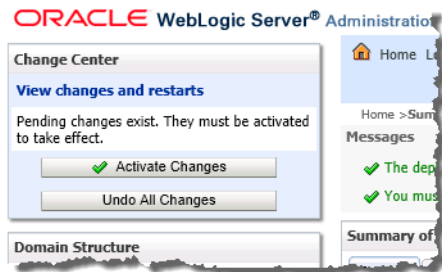 ORACLE WebLogic Server® Administration
Change Center
View changes and restarts
Pending changes exist. They must be activated
to take effect.
Activate Changes
Undo All Changes
Domain Structure
Home
Home >Sum
Messages
The dep
You mus
Summary of